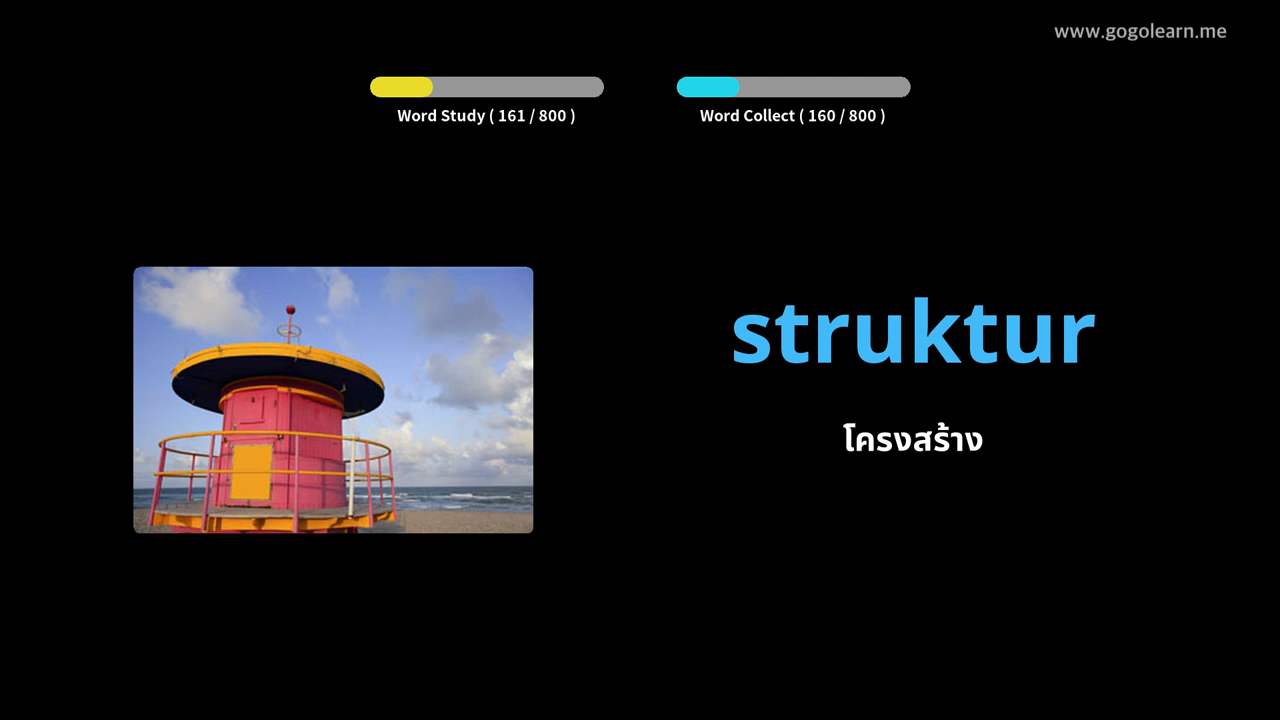 www.gogolearn.me
Word Study ( 161 / 800 )
Word Collect ( 160 / 800 )
struktur
โครงสร้าง